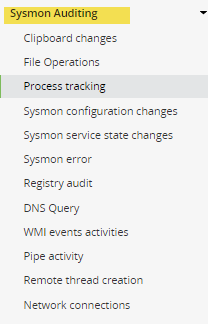 Sysmon Auditing
Clipboard changes
File Operations
Process tracking
Sysmon configuration changes
Sysmon service state changes
Sysmon error
Registry audit
DNS Query
WMI events activities
Pipe activity
Remote thread creation
Network connections